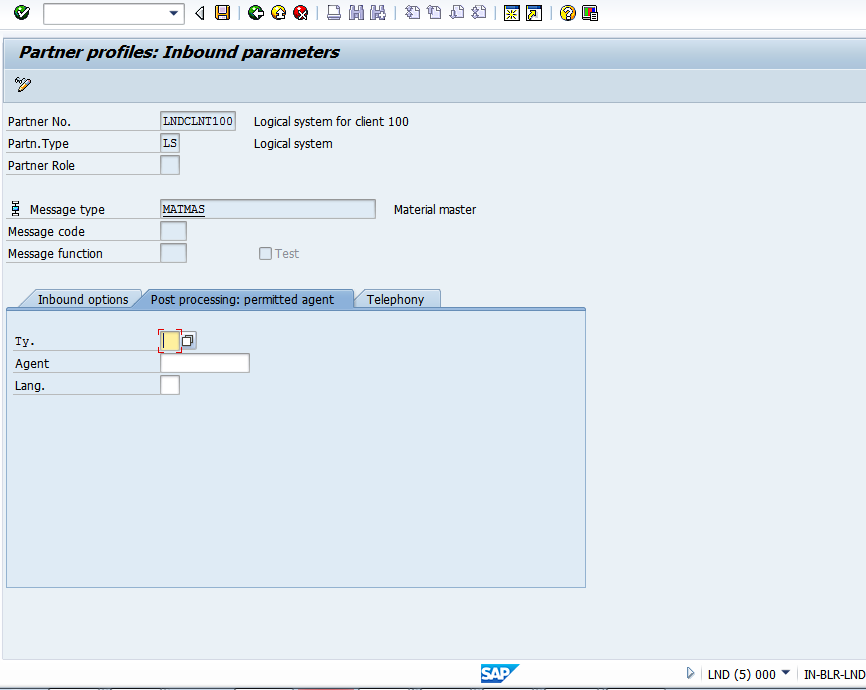 Partner profiles: Inbound parameters
Partner No. LNDCLNT100 Logical system for client 100
Partn.Type LS Logical system
Partner Role
Message type MATMAS Material master
Message code
Message function Test
Inbound options Post processing: permitted agent Telephony
Ty.
Agent
Lang.
SAP LND (5) 000 IN-BLR-LND